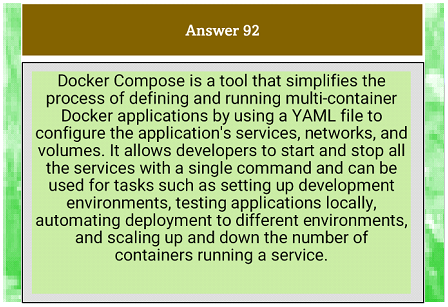 Answer 92
Docker Compose is a tool that simplifies the
process of defining and running multi-container
Docker applications by using a YAML file to
configure the application's services, networks, and
volumes. It allows developers to start and stop all
the services with a single command and can be
used for tasks such as setting up development
environments, testing applications locally,
automating deployment to different environments,
and scaling up and down the number of
containers running a service.